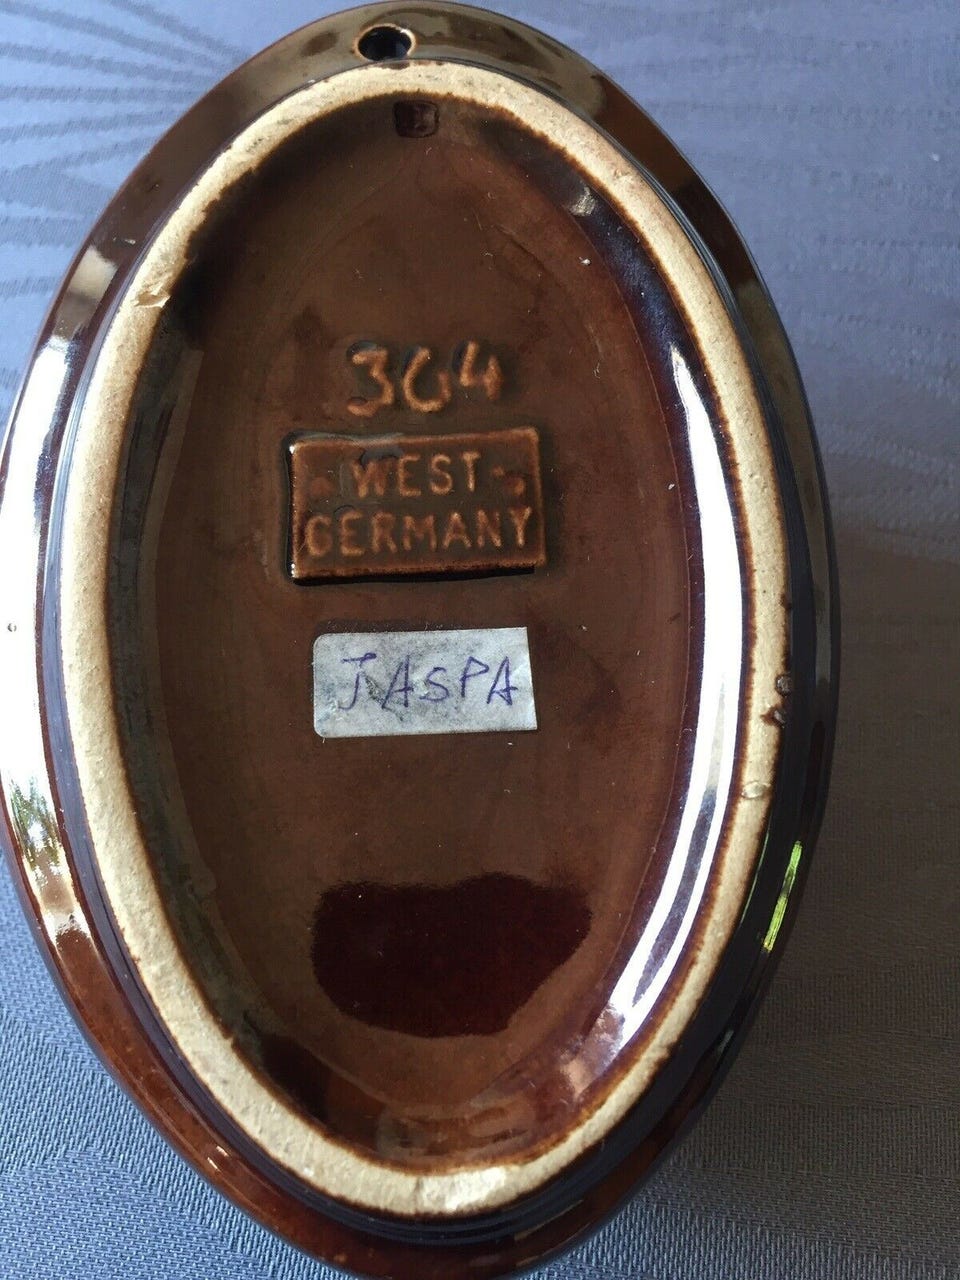 364
WEST-
GERMANY
JASPA